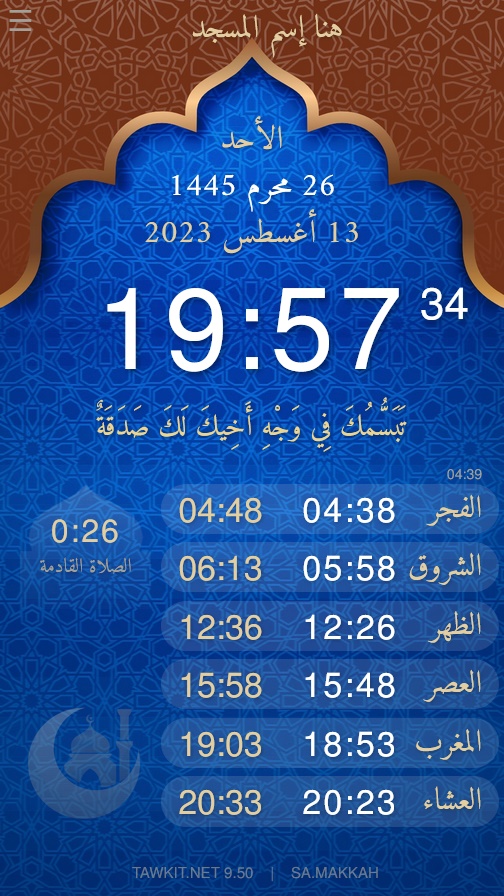 هنا إسم المسجد
الأحد
26 محرم 1445
13 أغسطس 2023
19:57 34
تَبَسُّمُكَ فِي وَجْهِ أَخِيكَ لَكَ صَدَقَةٌ
04:39
الفجر 04:38 04:48
الشروق 05:58 06:13
الظهر 12:26 12:36
العصر 15:48 15:58
المغرب 18:53 19:03
العشاء 20:23 20:33
0:26
الصلاة القادمة
TAWKIT.NET 9.50 | SA.MAKKAH